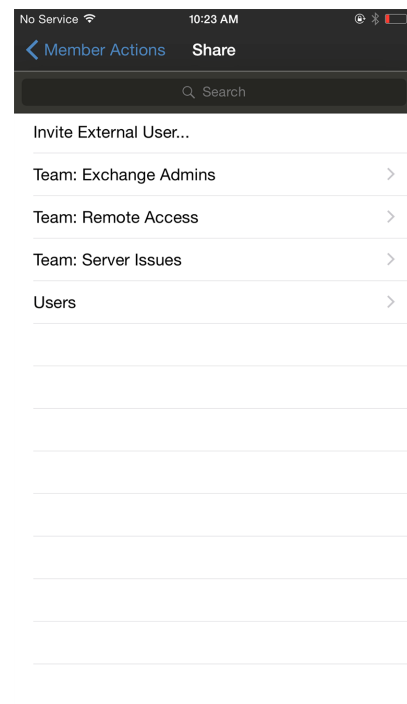 No Service 10:23 AM
Member Actions Share
Search
Invite External User...
Team: Exchange Admins
Team: Remote Access
Team: Server Issues
Users